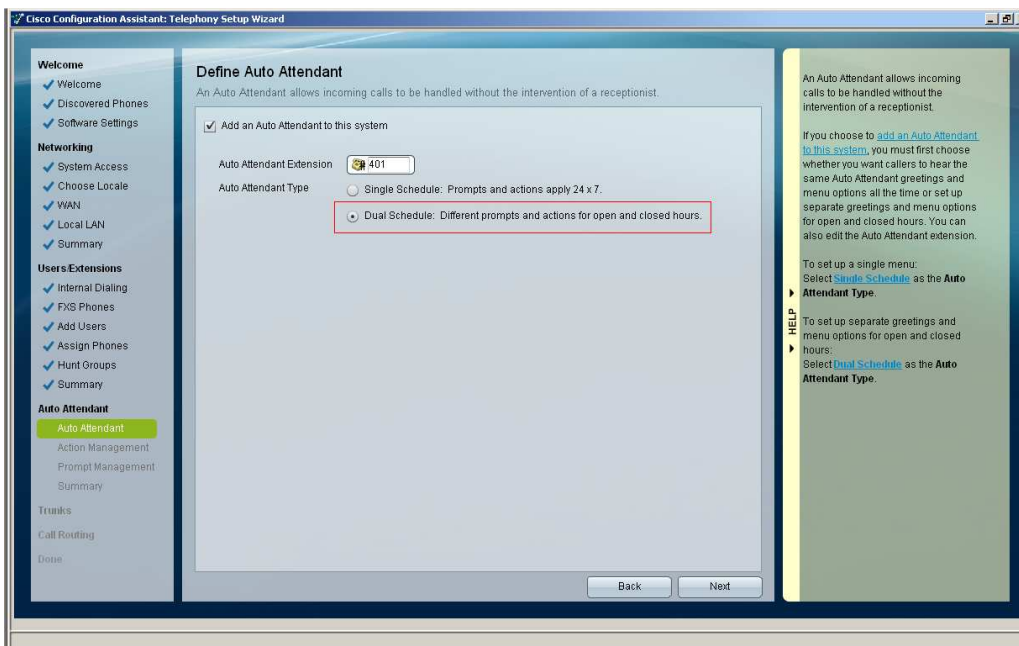 Cisco Configuration Assistant: Telephony Setup Wizard
Welcome
Welcome
Discovered Phones
Software Settings
Networking
System Access
Choose Locale
WAN
Local LAN
Summary
Users/Extensions
Internal Dialing
FXS Phones
Add Users
Assign Phones
Hunt Groups
Summary
Auto Attendant
Auto Attendant
Action Management
Prompt Management
Summary
Trunks
Call Routing
Done
Define Auto Attendant
An Auto Attendant allows incoming calls to be handled without the intervention of a receptionist.
Add an Auto Attendant to this system
Auto Attendant Extension 401
Auto Attendant Type
Single Schedule: Prompts and actions apply 24 x 7.
Dual Schedule: Different prompts and actions for open and closed hours.
Back Next
HELP
An Auto Attendant allows incoming
calls to be handled without the
intervention of a receptionist.
If you choose to add an Auto Attendant
to this system, you must first choose
whether you want callers to hear the
same Auto Attendant greetings and
menu options all the time or set up
separate greetings and menu options
for open and closed hours. You can
also edit the Auto Attendant extension.
To set up a single menu:
Select Single Schedule as the Auto
Attendant Type.
To set up separate greetings and
menu options for open and closed
hours:
Select Dual Schedule as the Auto
Attendant Type.